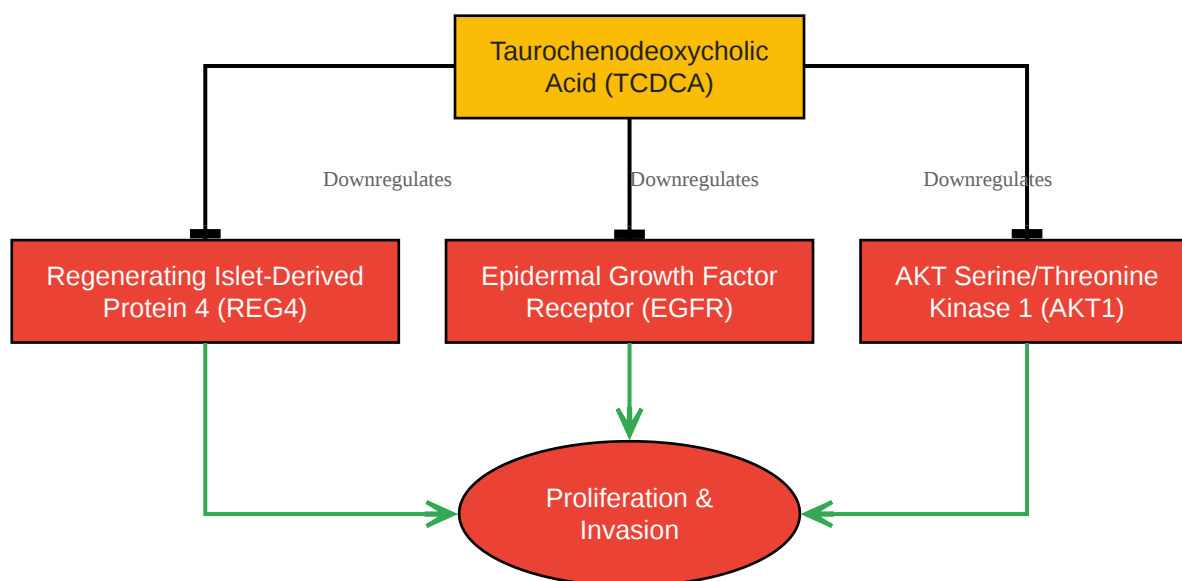 Taurochenodeoxycholic
Acid (TCDCA)
Downregulates
Downregulates
Downregulates
Regenerating Islet-Derived
Protein 4 (REG4)
Epidermal Growth Factor
Receptor (EGFR)
AKT Serine/Threonine
Kinase 1 (AKT1)
Proliferation &
Invasion